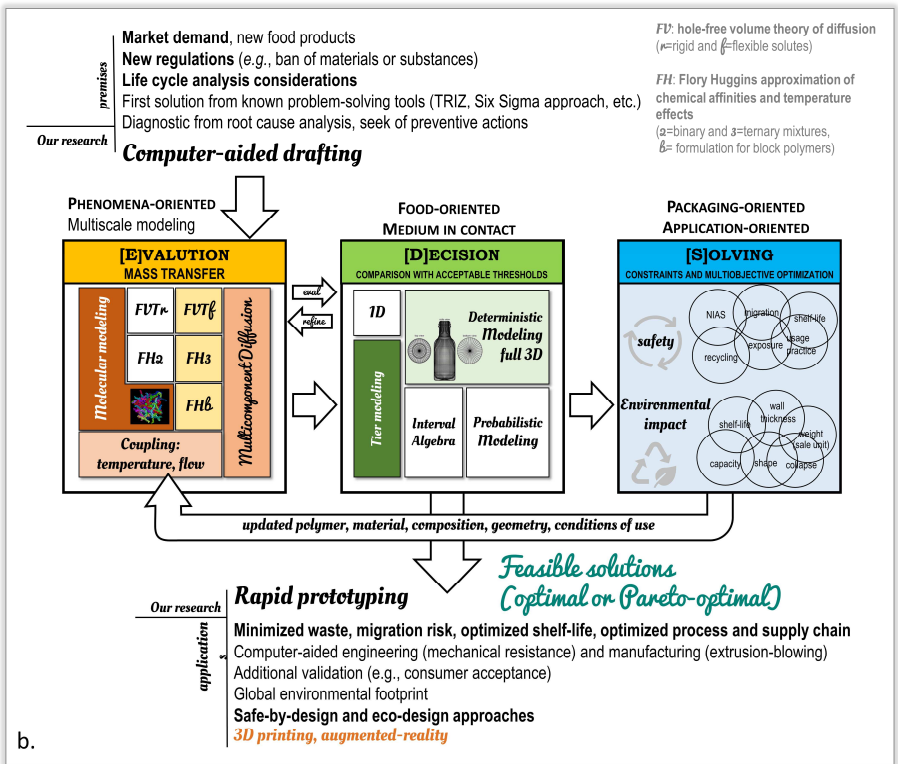 premises
Market demand, new food products
New regulations (e.g., ban of materials or substances)
Life cycle analysis considerations
First solution from known problem-solving tools (TRIZ, Six Sigma approach, etc.)
Diagnostic from root cause analysis, seek of preventive actions
Our research
Computer-aided drafting
FV: hole-free volume theory of diffusion
(r=rigid and f=flexible solutes)
FH: Flory Huggins approximation of
chemical affinities and temperature
effects
(2=binary and 3=ternary mixtures,
b= formulation for block polymers)
PHENOMENA-ORIENTED
Multiscale modeling
FOOD-ORIENTED
MEDIUM IN CONTACT
PACKAGING-ORIENTED
APPLICATION-ORIENTED
[E]VALUTION
MASS TRANSFER
Molecular modeling
FVTr
FVTf
FH2
FH3
FHb
Multicomponent Diffusion
Coupling:
temperature, flow
eval
refine
[D]ECISION
COMPARISON WITH ACCEPTABLE THRESHOLDS
1D
Deterministic
Modeling
full 3D
Tier modeling
Interval
Algebra
Probabilistic
Modeling
[S]OLVING
CONSTRAINTS AND MULTIOBJECTIVE OPTIMIZATION
safety
NIAS
migration
shelf-life
recycling
exposure
usage
practice
Environmental
impact
shelf-life
wall
thickness
weight
(sale unit)
capacity
shape
collapse
updated polymer, material, composition, geometry, conditions of use
Feasible solutions
(optimal or Pareto-optimal)
Our research
Rapid prototyping
applications
Minimized waste, migration risk, optimized shelf-life, optimized process and supply chain
Computer-aided engineering (mechanical resistance) and manufacturing (extrusion-blowing)
Additional validation (e.g., consumer acceptance)
Global environmental footprint
Safe-by-design and eco-design approaches
3D printing, augmented-reality
b.